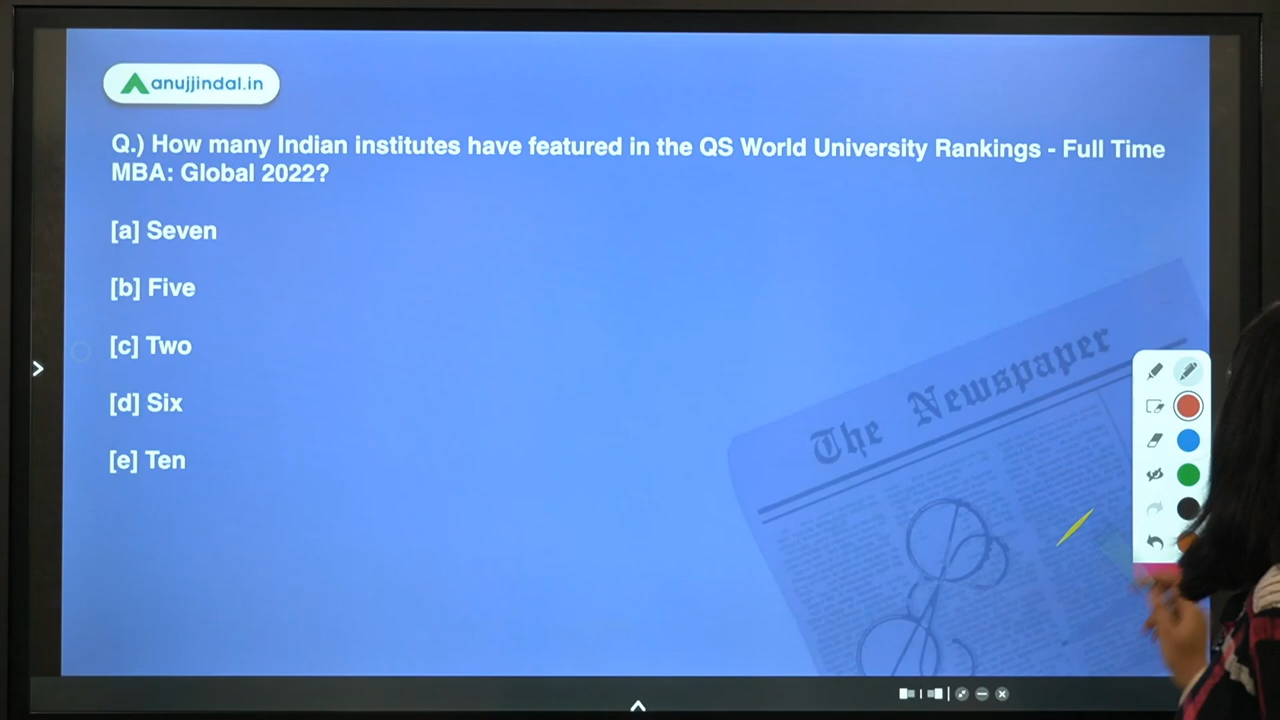 anujjindal.in
Q.) How many Indian institutes have featured in the QS World University Rankings - Full Time
MBA: Global 2022?
[a] Seven
[b] Five
[c] Two
[d] Six
[e] Ten
The Newspaper